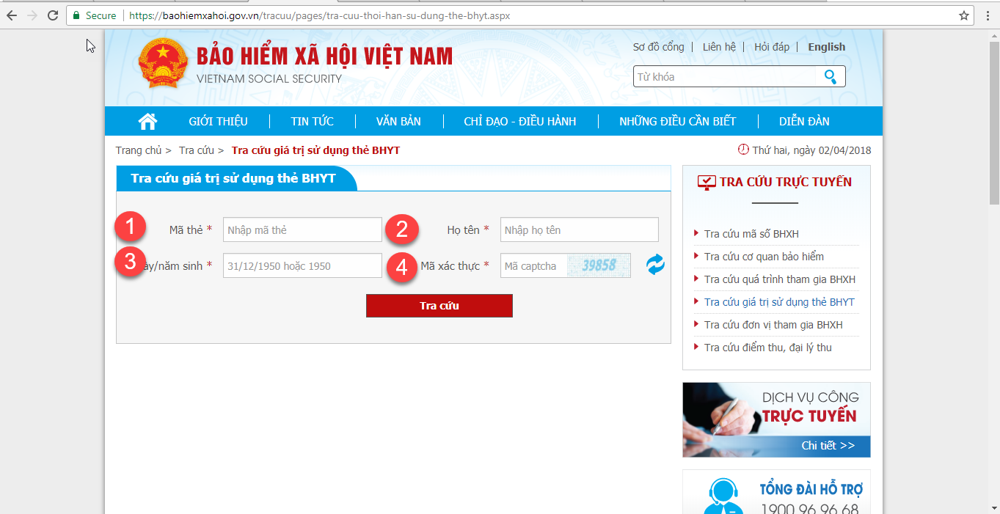 Secure https://baohiemxahoi.gov.vn/tracuu/pages/tra-cuu-thoi-han-su-dung-the-bhyt.aspx
BẢO HIỂM XÃ HỘI VIỆT NAM
VIETNAM SOCIAL SECURITY
Sơ đồ cổng | Liên hệ | Hỏi đáp | English
Từ khóa
GIỚI THIỆU | TIN TỨC | VĂN BẢN | CHỈ ĐẠO - ĐIỀU HÀNH | NHỮNG ĐIỀU CẦN BIẾT | DIỄN ĐÀN
Trang chủ > Tra cứu > Tra cứu giá trị sử dụng thẻ BHYT
Thứ hai, ngày 02/04/2018
Tra cứu giá trị sử dụng thẻ BHYT
1 Mã thẻ * Nhập mã thẻ 2 Họ tên * Nhập họ tên
3 ày/năm sinh * 31/12/1950 hoặc 1950 4 Mã xác thực * Mã captcha 39858
Tra cứu
TRA CỨU TRỰC TUYẾN
Tra cứu mã số BHXH
Tra cứu cơ quan bảo hiểm
Tra cứu quá trình tham gia BHXH
Tra cứu giá trị sử dụng thẻ BHYT
Tra cứu đơn vị tham gia BHXH
Tra cứu điểm thu, đại lý thu
DỊCH VỤ CÔNG
TRỰC TUYẾN
Chi tiết >>
TỔNG ĐÀI HỖ TRỢ
1900 96 96 68